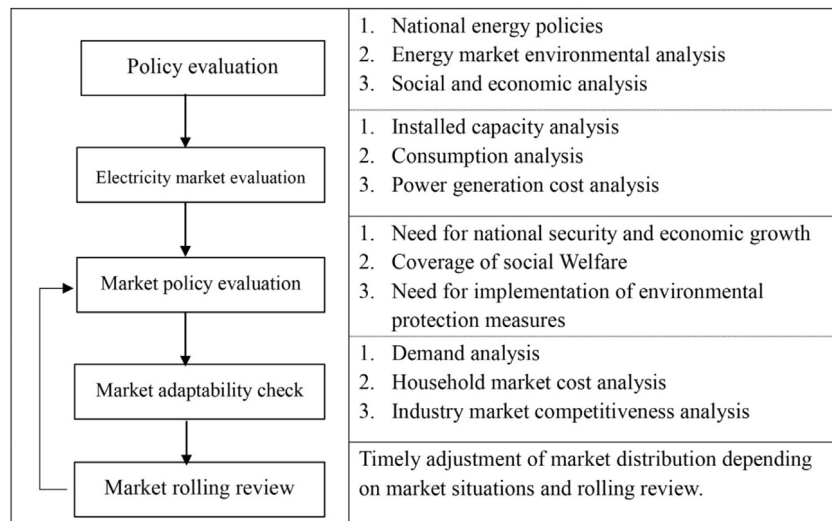 Policy evaluation
1. National energy policies
2. Energy market environmental analysis
3. Social and economic analysis
Electricity market evaluation
1. Installed capacity analysis
2. Consumption analysis
3. Power generation cost analysis
Market policy evaluation
1. Need for national security and economic growth
2. Coverage of social Welfare
3. Need for implementation of environmental
protection measures
Market adaptability check
1. Demand analysis
2. Household market cost analysis
3. Industry market competitiveness analysis
Market rolling review
Timely adjustment of market distribution depending
on market situations and rolling review.